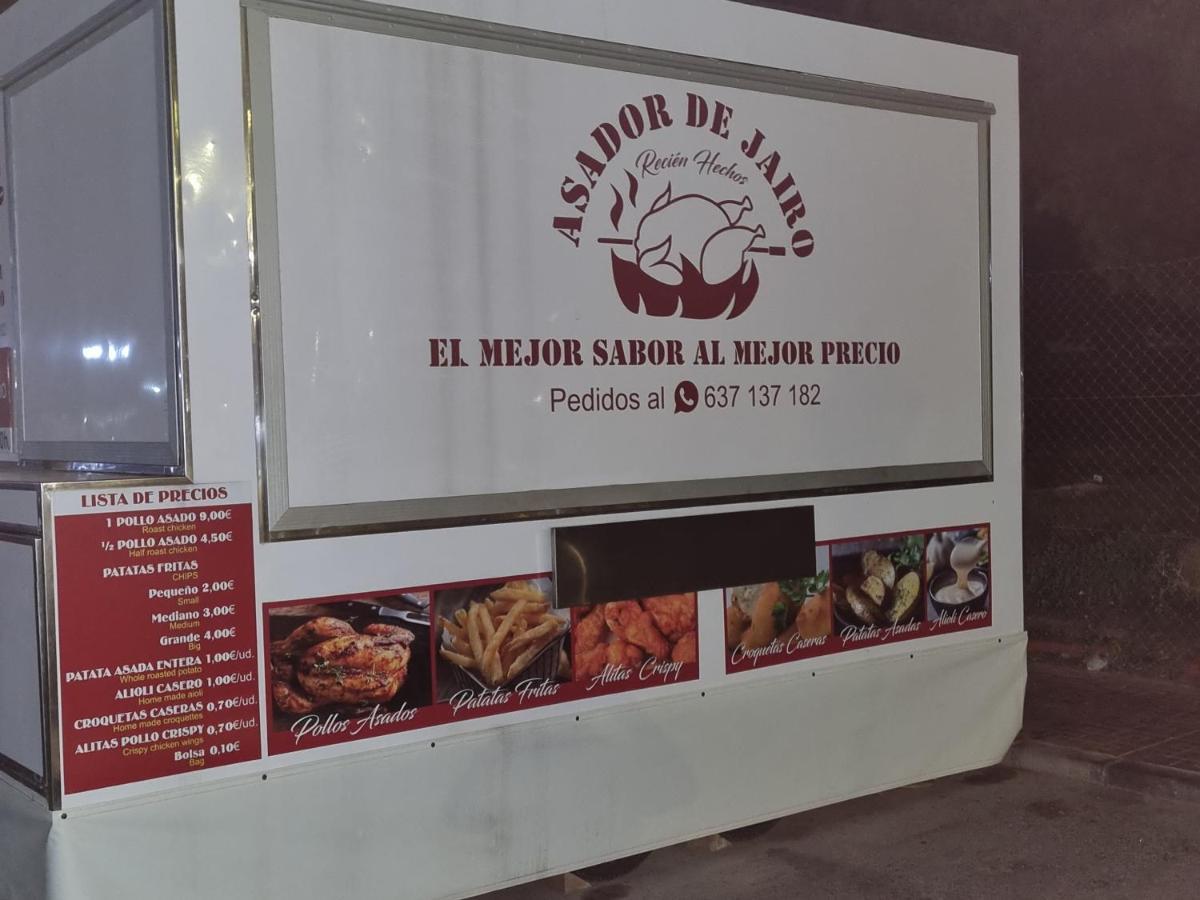 ASADOR DE JAIRO
Recién Hechos
EL MEJOR SABOR AL MEJOR PRECIO
Pedidos al 637 137 182
LISTA DE PRECIOS
1 POLLO ASADO 9,00€
Roast chicken
½ POLLO ASADO 4,50€
Half roast chicken
PATATAS FRITAS
CHIPS
Pequeño 2,00€
Small
Mediano 3,00€
Medium
Grande 4,00€
Big
PATATA ASADA ENTERA 1,00€/ud.
Whole roasted potato
ALIOLI CASERO 1,00€/ud.
Home made aioli
CROQUETAS CASERAS 0,70€/ud.
Home made croquettes
ALITAS POLLO CRISPY 0,70€/ud.
Crispy chicken wings
Bolsa 0,10€
Bag
Pollos Asados
Patatas Fritas
Alitas Crispy
Croquetas Caseras
Patatas Asadas
Alioli Casero